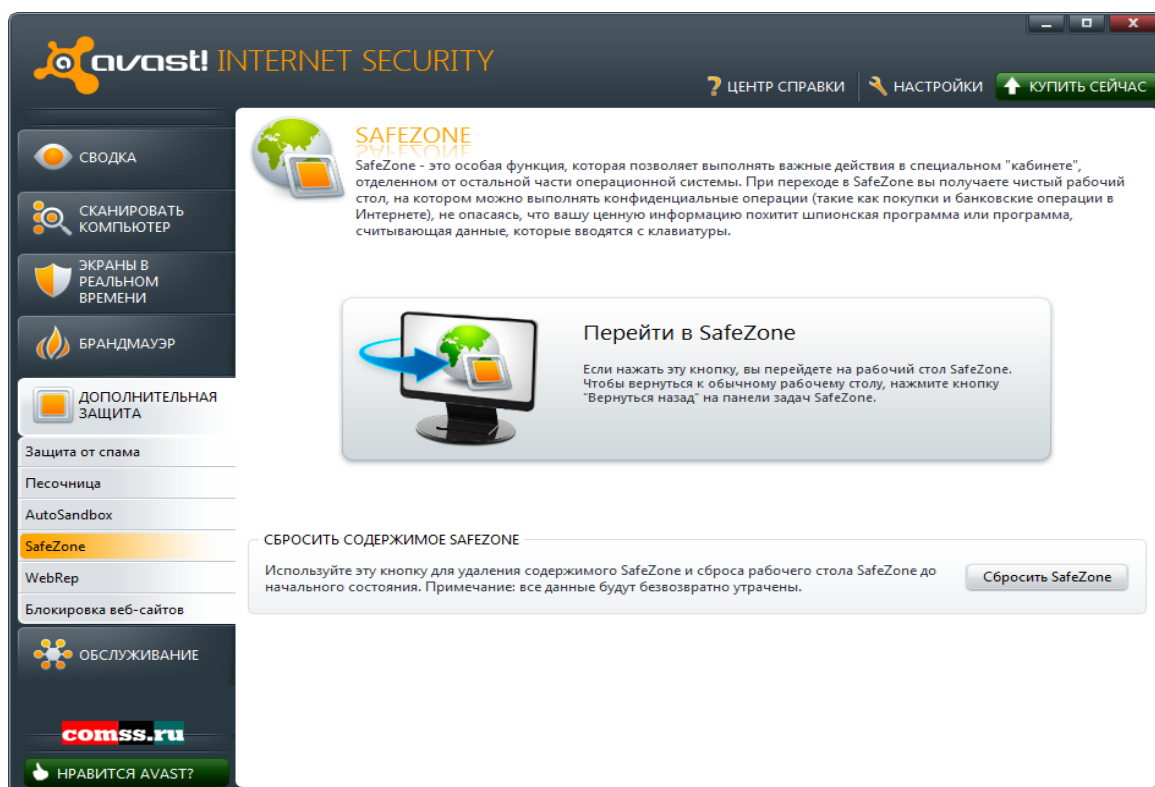 avast! INTERNET SECURITY
ЦЕНТР СПРАВКИ
НАСТРОЙКИ
КУПИТЬ СЕЙЧАС
СВОДКА
СКАНИРОВАТЬ
КОМПЬЮТЕР
ЭКРАНЫ В
РЕАЛЬНОМ
ВРЕМЕНИ
БРАНДМАУЭР
ДОПОЛНИТЕЛЬНАЯ
ЗАЩИТА
Защита от спама
Песочница
AutoSandbox
SafeZone
WebRep
Блокировка веб-сайтов
ОБСЛУЖИВАНИЕ
comss.ru
НРАВИТСЯ AVAST?
SAFEZONE
SafeZone - это особая функция, которая позволяет выполнять важные действия в специальном "кабинете",
отделенном от остальной части операционной системы. При переходе в SafeZone вы получаете чистый рабочий
стол, на котором можно выполнять конфиденциальные операции (такие как покупки и банковские операции в
Интернете), не опасаясь, что вашу ценную информацию похитит шпионская программа или программа,
считывающая данные, которые вводятся с клавиатуры.
Перейти в SafeZone
Если нажать эту кнопку, вы перейдете на рабочий стол SafeZone.
Чтобы вернуться к обычному рабочему столу, нажмите кнопку
"Вернуться назад" на панели задач SafeZone.
СБРОСИТЬ СОДЕРЖИМОЕ SAFEZONE
Используйте эту кнопку для удаления содержимого SafeZone и сброса рабочего стола SafeZone до
начального состояния. Примечание: все данные будут безвозвратно утрачены.
Сбросить SafeZone